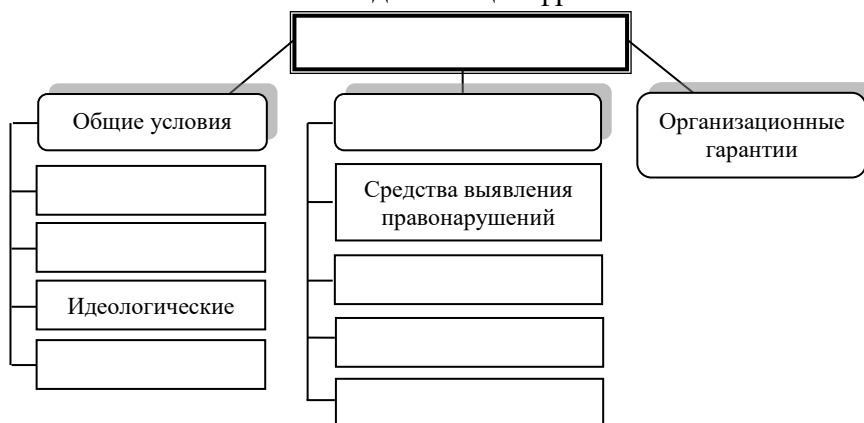 Общие условия
Организационные
гарантии
Средства выявления
правонарушений
Идеологические